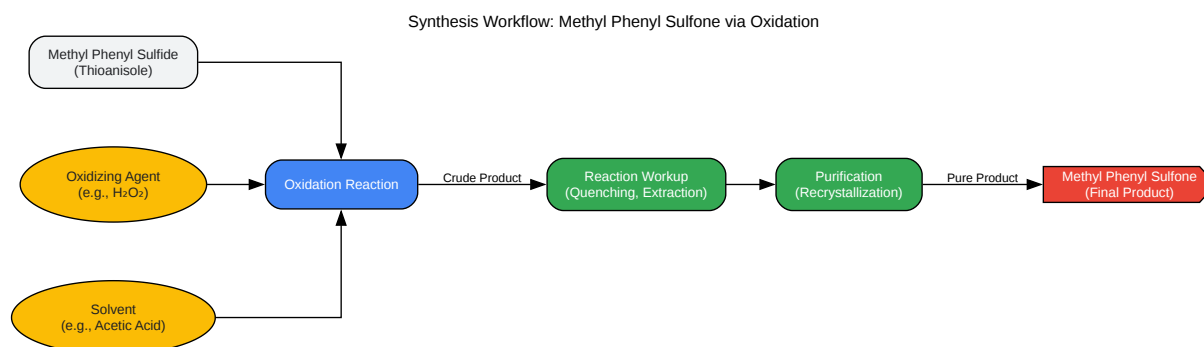 Synthesis Workflow: Methyl Phenyl Sulfone via Oxidation
Methyl Phenyl Sulfide
(Thioanisole)
Oxidizing Agent
(e.g., H₂O₂)
Solvent
(e.g., Acetic Acid)
Oxidation Reaction
Crude Product
Reaction Workup
(Quenching, Extraction)
Purification
(Recrystallization)
Pure Product
Methyl Phenyl Sulfone
(Final Product)